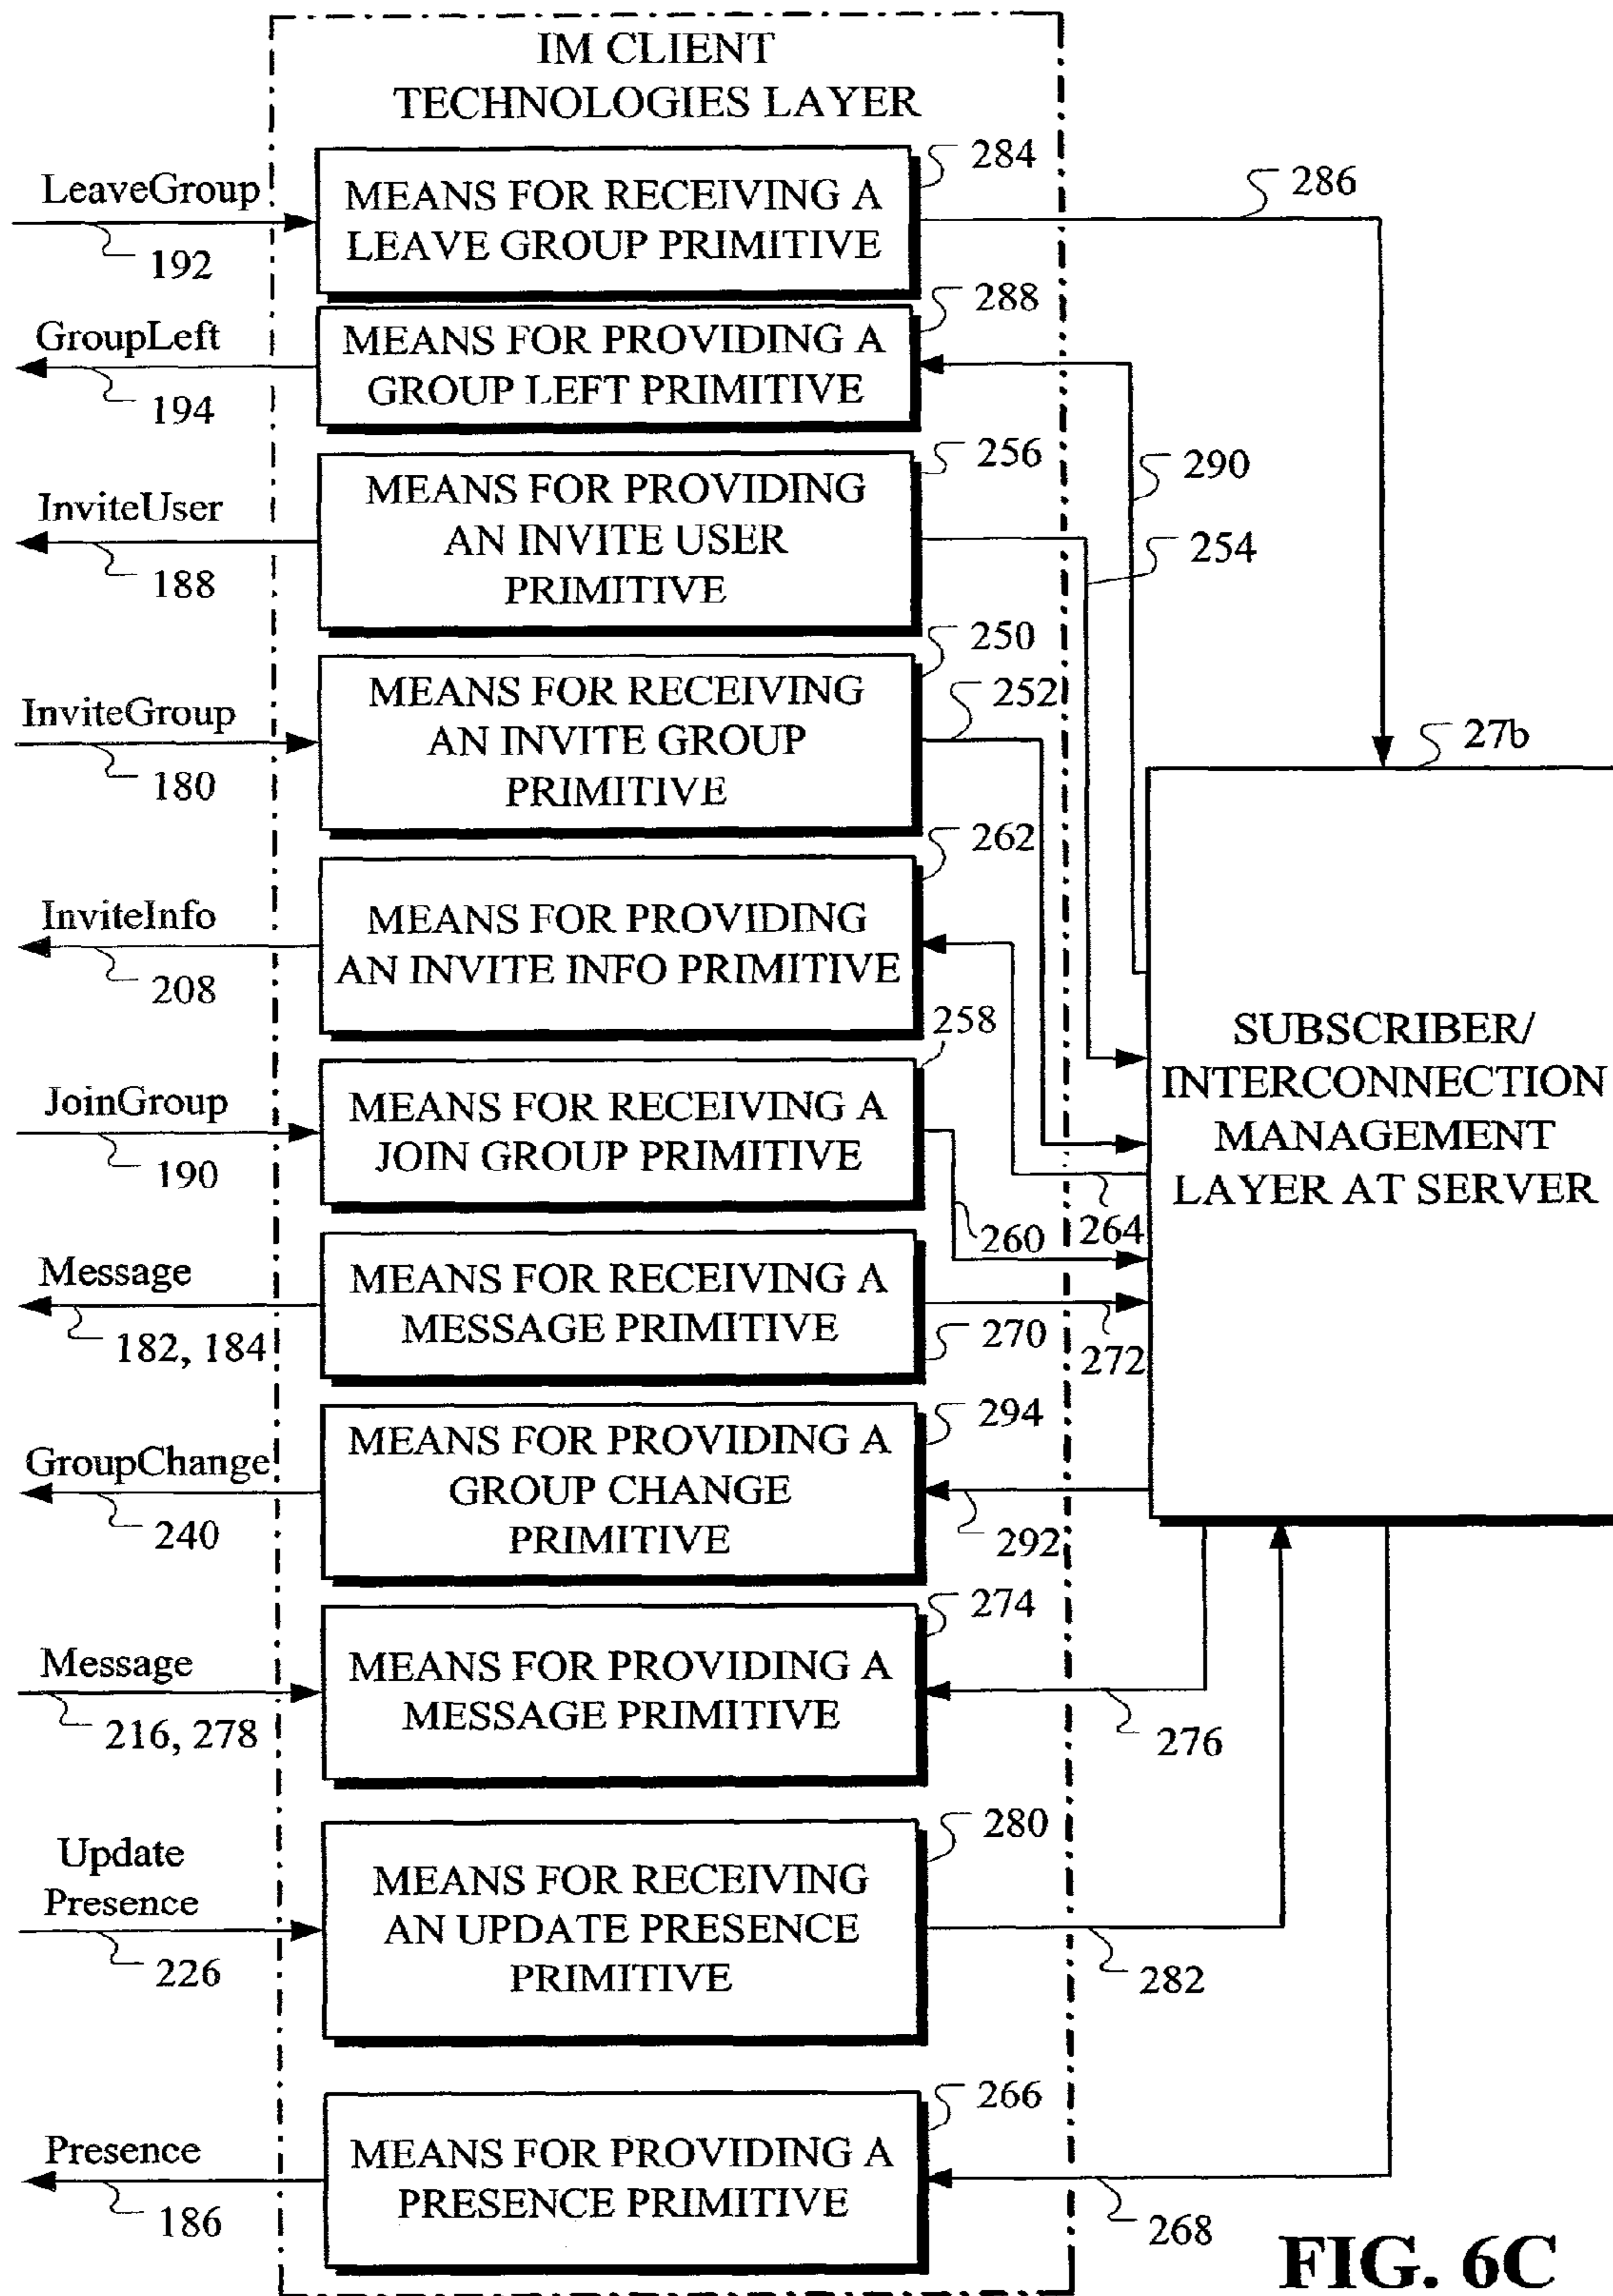 IM CLIENT
TECHNOLOGIES LAYER
LeaveGroup
192
MEANS FOR RECEIVING A
LEAVE GROUP PRIMITIVE
284
286
GroupLeft
194
MEANS FOR PROVIDING A
GROUP LEFT PRIMITIVE
288
290
InviteUser
188
MEANS FOR PROVIDING
AN INVITE USER
PRIMITIVE
256
254
InviteGroup
180
MEANS FOR RECEIVING
AN INVITE GROUP
PRIMITIVE
250
252
27b
InviteInfo
208
MEANS FOR PROVIDING
AN INVITE INFO PRIMITIVE
262
264
SUBSCRIBER/
INTERCONNECTION
MANAGEMENT
LAYER AT SERVER
JoinGroup
190
MEANS FOR RECEIVING A
JOIN GROUP PRIMITIVE
258
260
Message
182, 184
MEANS FOR RECEIVING A
MESSAGE PRIMITIVE
270
272
GroupChange
240
MEANS FOR PROVIDING A
GROUP CHANGE
PRIMITIVE
294
292
Message
216, 278
MEANS FOR PROVIDING A
MESSAGE PRIMITIVE
274
276
Update
Presence
226
MEANS FOR RECEIVING
AN UPDATE PRESENCE
PRIMITIVE
280
282
Presence
186
MEANS FOR PROVIDING A
PRESENCE PRIMITIVE
266
268
FIG. 6C